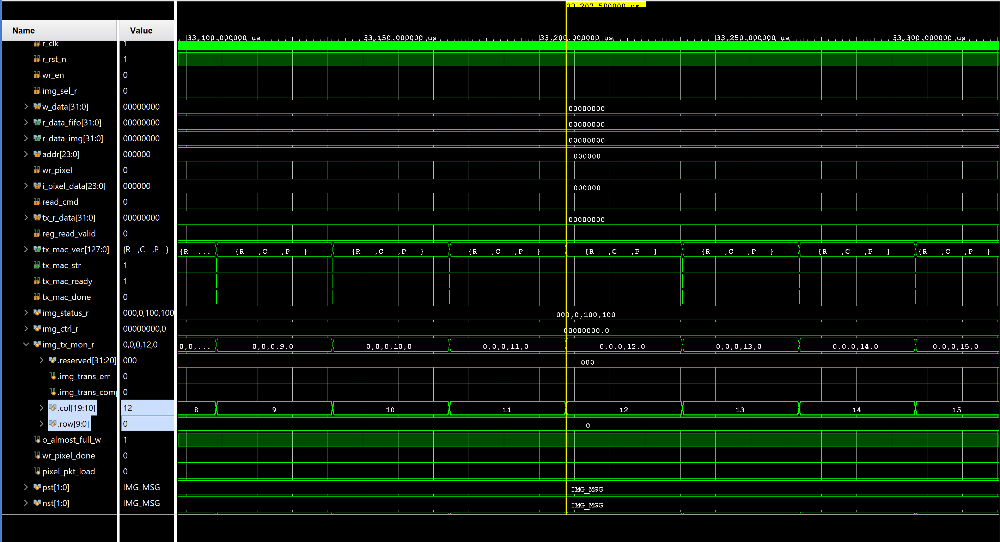 33,207.580000 us
Name Value 33,100.000000 us 33,150.000000 us 33,200.000000 us 33,250.000000 us 33,300.000000 us
r_clk 1
r_rst_n 1
wr_en 0
img_sel_r 0
w_data[31:0] 00000000 00000000
r_data_fifo[31:0] 00000000 00000000
r_data_img[31:0] 00000000 00000000
addr[23:0] 000000 000000
wr_pixel 0
i_pixel_data[23:0] 000000 000000
read_cmd 0
tx_r_data[31:0] 00000000 00000000
reg_read_valid 0
tx_mac_vec[127:0] {R ,C ,P } {R ... {R ,C ,P } {R ,C ,P } {R ,C ,P } {R ,C ,P } {R ,C ,P } {R ,C ,P } {R ,C ,P }
tx_mac_str 1
tx_mac_ready 1
tx_mac_done 0
img_status_r 000,0,100,100 000,0,100,100
img_ctrl_r 00000000,0 00000000,0
img_tx_mon_r 0,0,0,12,0 0,0,... 0,0,0,9,0 0,0,0,10,0 0,0,0,11,0 0,0,0,12,0 0,0,0,13,0 0,0,0,14,0 0,0,0,15,0
.reserved[31:20] 000 000
.img_trans_err 0
.img_trans_com 0
.col[19:10] 12 8 9 10 11 12 13 14 15
.row[9:0] 0 0
o_almost_full_w 1
wr_pixel_done 0
pixel_pkt_load 0
pst[1:0] IMG_MSG IMG_MSG
nst[1:0] IMG_MSG IMG_MSG